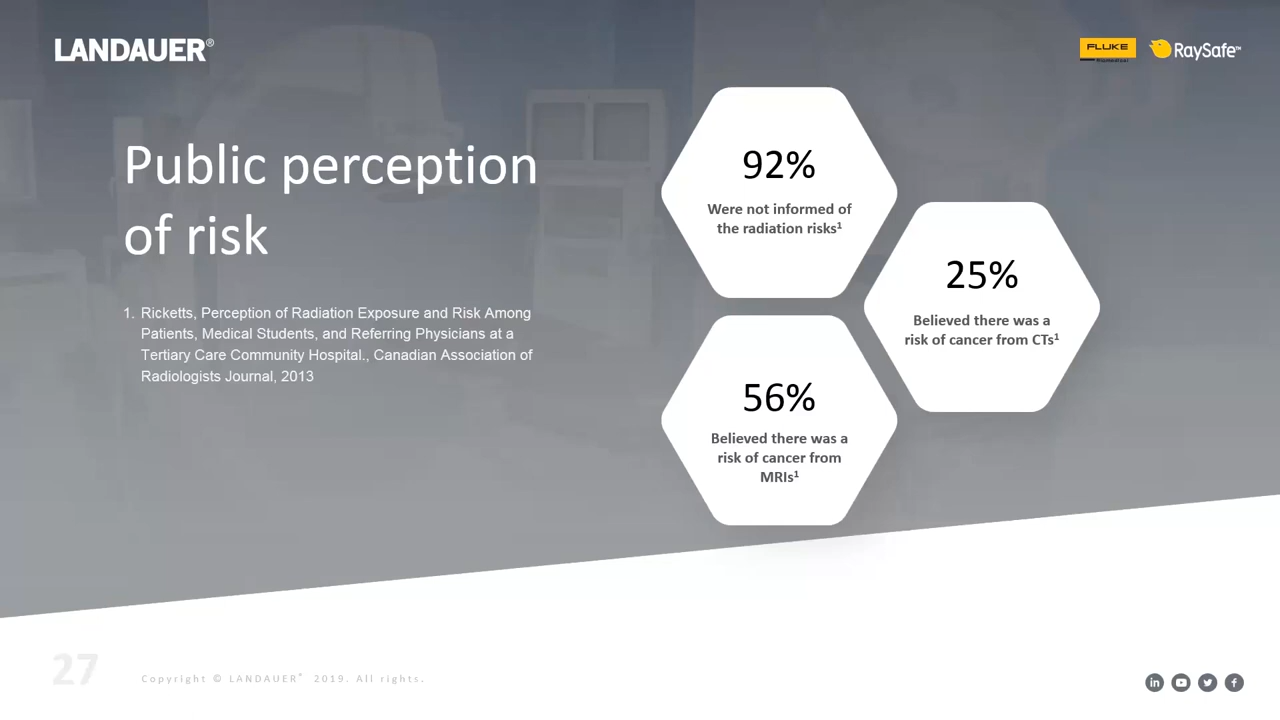 LANDAUER®
FLUKE
RaySafe™
Public perception
of risk
1. Ricketts, Perception of Radiation Exposure and Risk Among
Patients, Medical Students, and Referring Physicians at a
Tertiary Care Community Hospital., Canadian Association of
Radiologists Journal, 2013
92%
Were not informed of
the radiation risks¹
25%
Believed there was a
risk of cancer from CTs¹
56%
Believed there was a
risk of cancer from
MRIs¹
27
Copyright © LANDAUER® 2019. All rights.